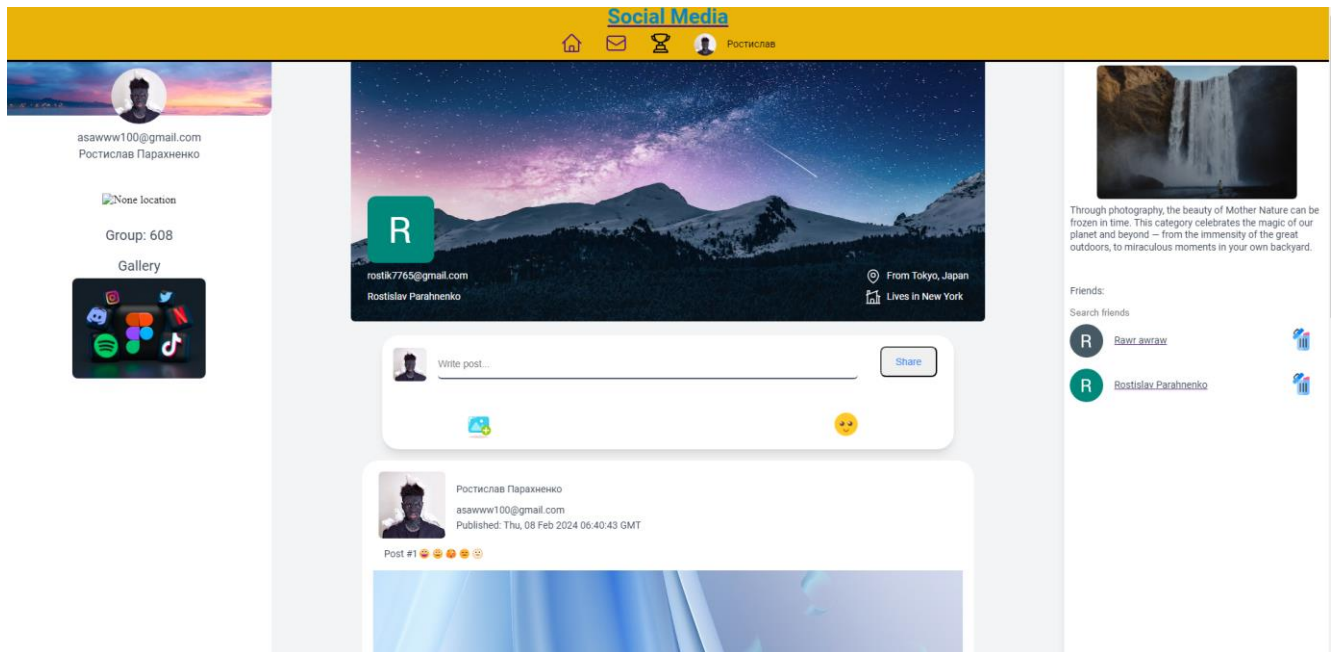 Social Media
Ростислав
asawww100@gmail.com
Ростислав Парахненко
None location
Group: 608
Gallery
R
rostik7765@gmail.com
Rostislav Parahnenko
From Tokyo, Japan
Lives in New York
Write post...
Share
Ростислав Парахненко
asawww100@gmail.com
Published: Thu, 08 Feb 2024 06:40:43 GMT
Post #1
Through photography, the beauty of Mother Nature can be
frozen in time. This category celebrates the magic of our
planet and beyond – from the immensity of the great
outdoors, to miraculous moments in your own backyard.
Friends:
Search friends
R
Rawr awraw
R
Rostislav Parahnenko